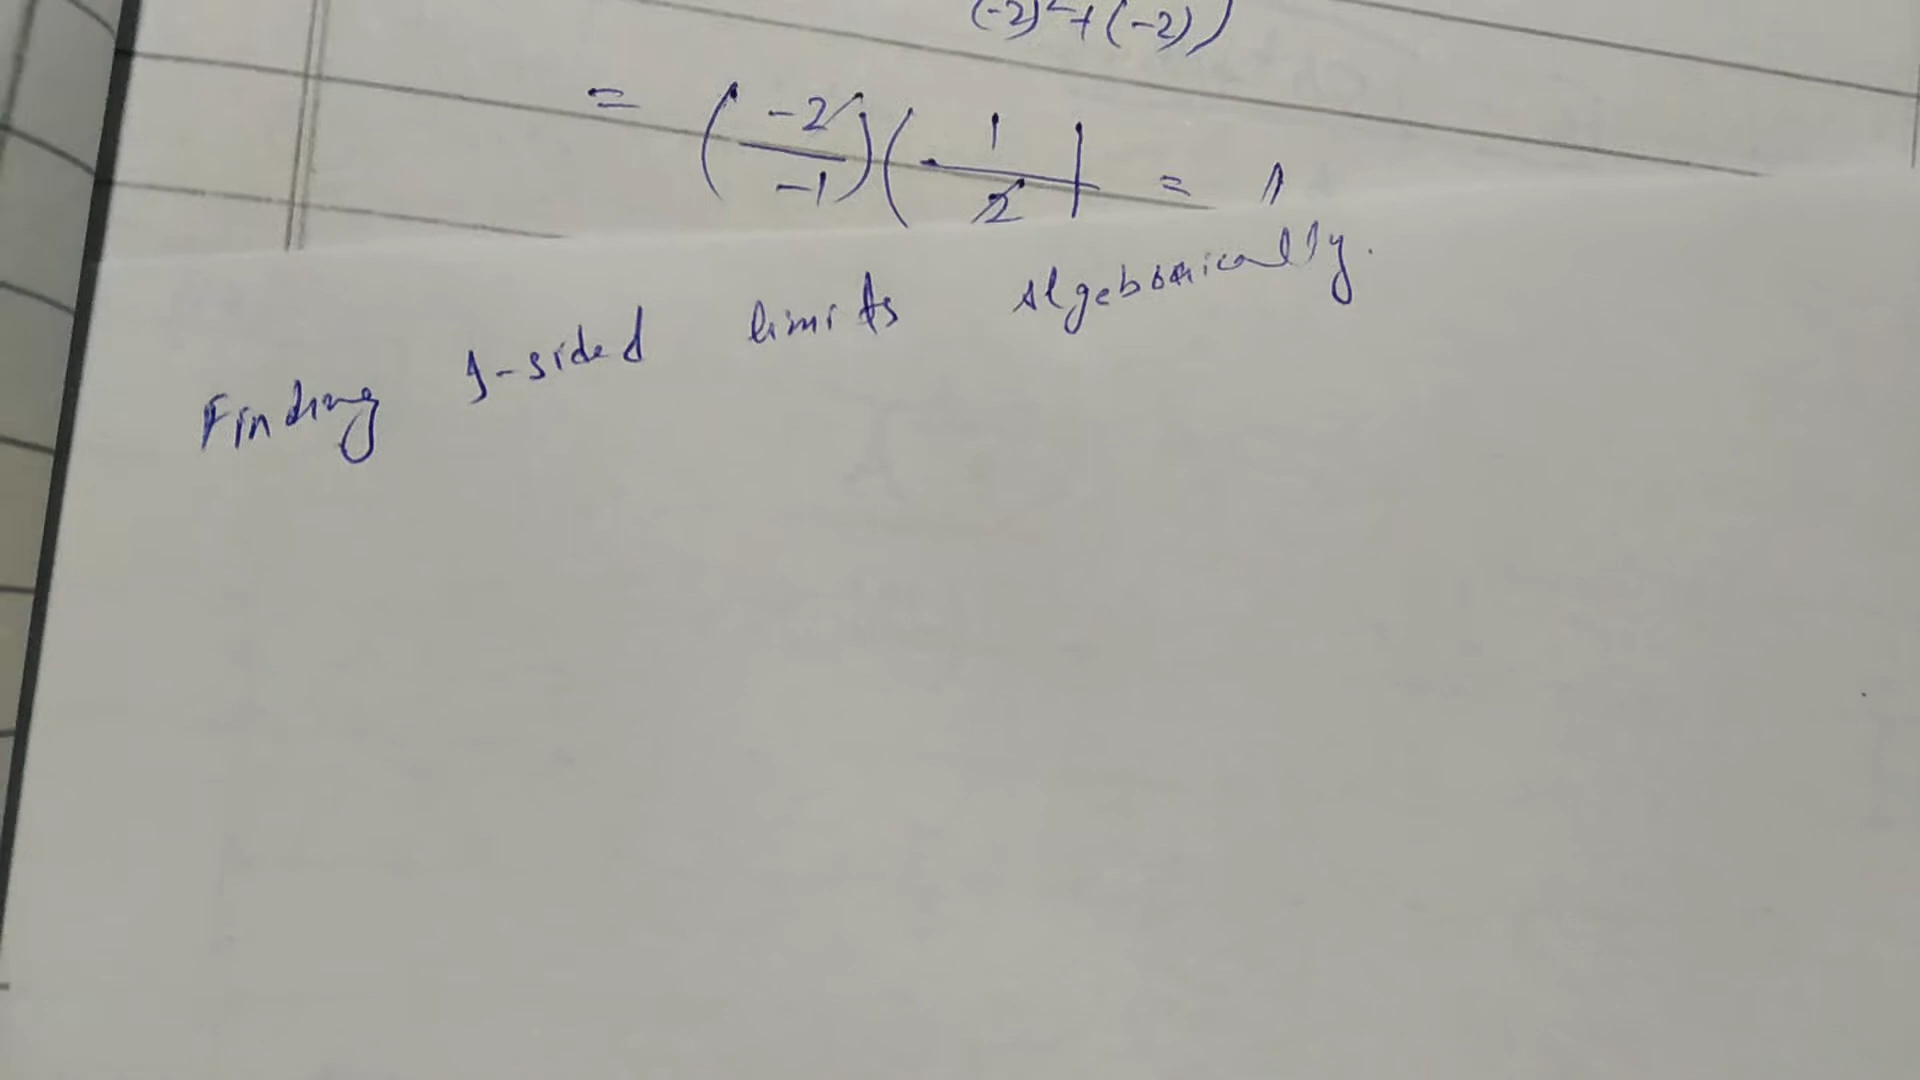 (-2)²+(-2))
= (-2/-1)(1/2) = 1
Finding 1-sided limits Algebraically.